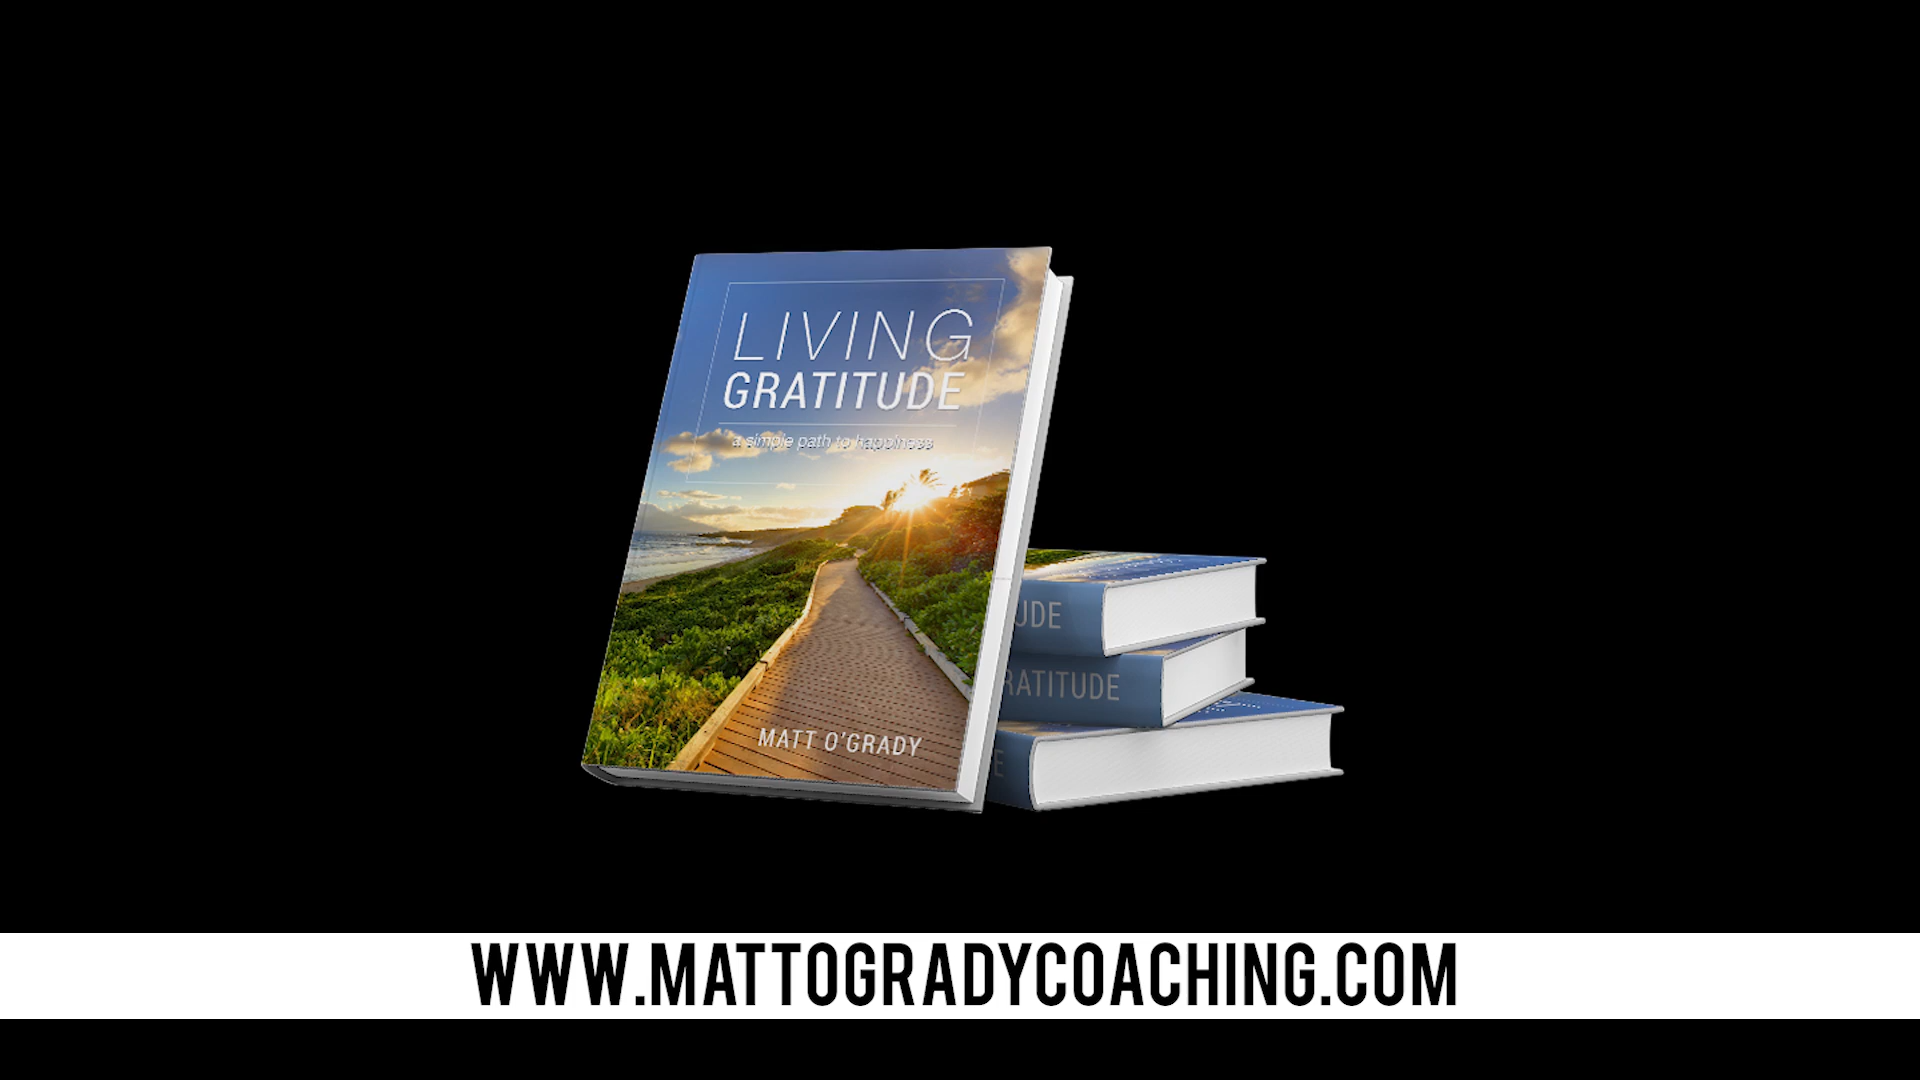 LIVING
GRATITUDE
a simple path to happiness
MATT O'GRADY
UDE
RATITUDE
E
WWW.MATTOGRADYCOACHING.COM